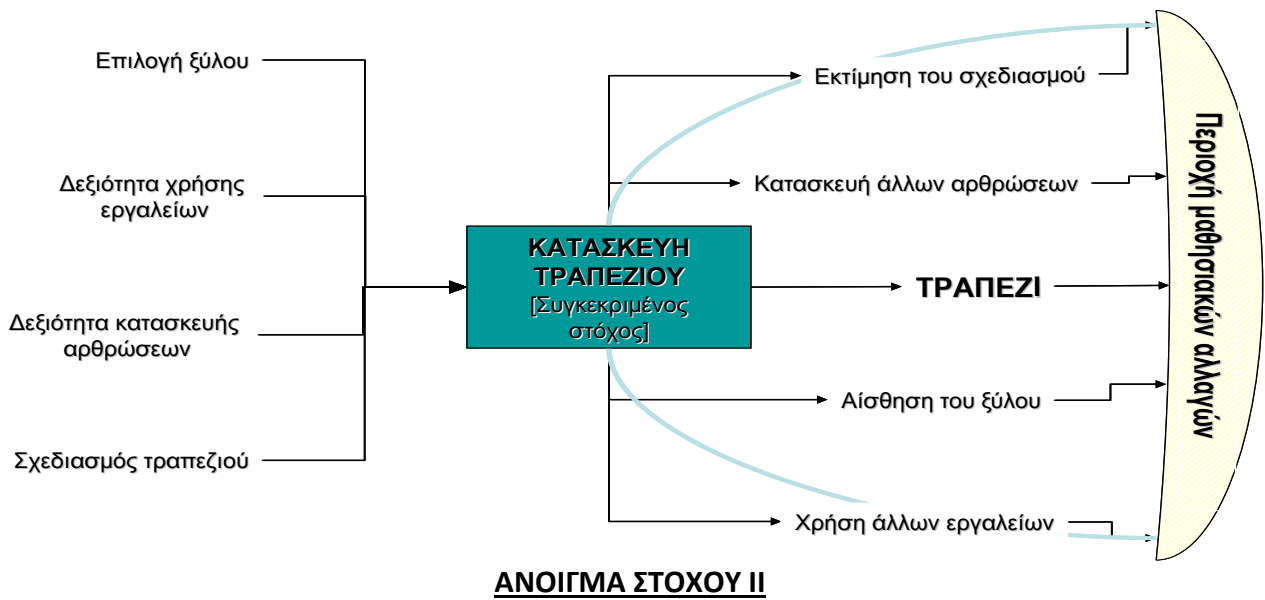 Επιλογή ξύλου
Δεξιότητα χρήσης
εργαλείων
Δεξιότητα κατασκευής
αρθρώσεων
Σχεδιασμός τραπεζιού
ΚΑΤΑΣΚΕΥΗ
ΤΡΑΠΕΖΙΟΥ
[Συγκεκριμένος
στόχος]
Εκτίμηση του σχεδιασμού
Κατασκευή άλλων αρθρώσεων
ΤΡΑΠΕΖΙ
Αίσθηση του ξύλου
Χρήση άλλων εργαλείων
Περιοχή μαθησιακών αλλαγών
ΑΝΟΙΓΜΑ ΣΤΟΧΟΥ ΙΙ